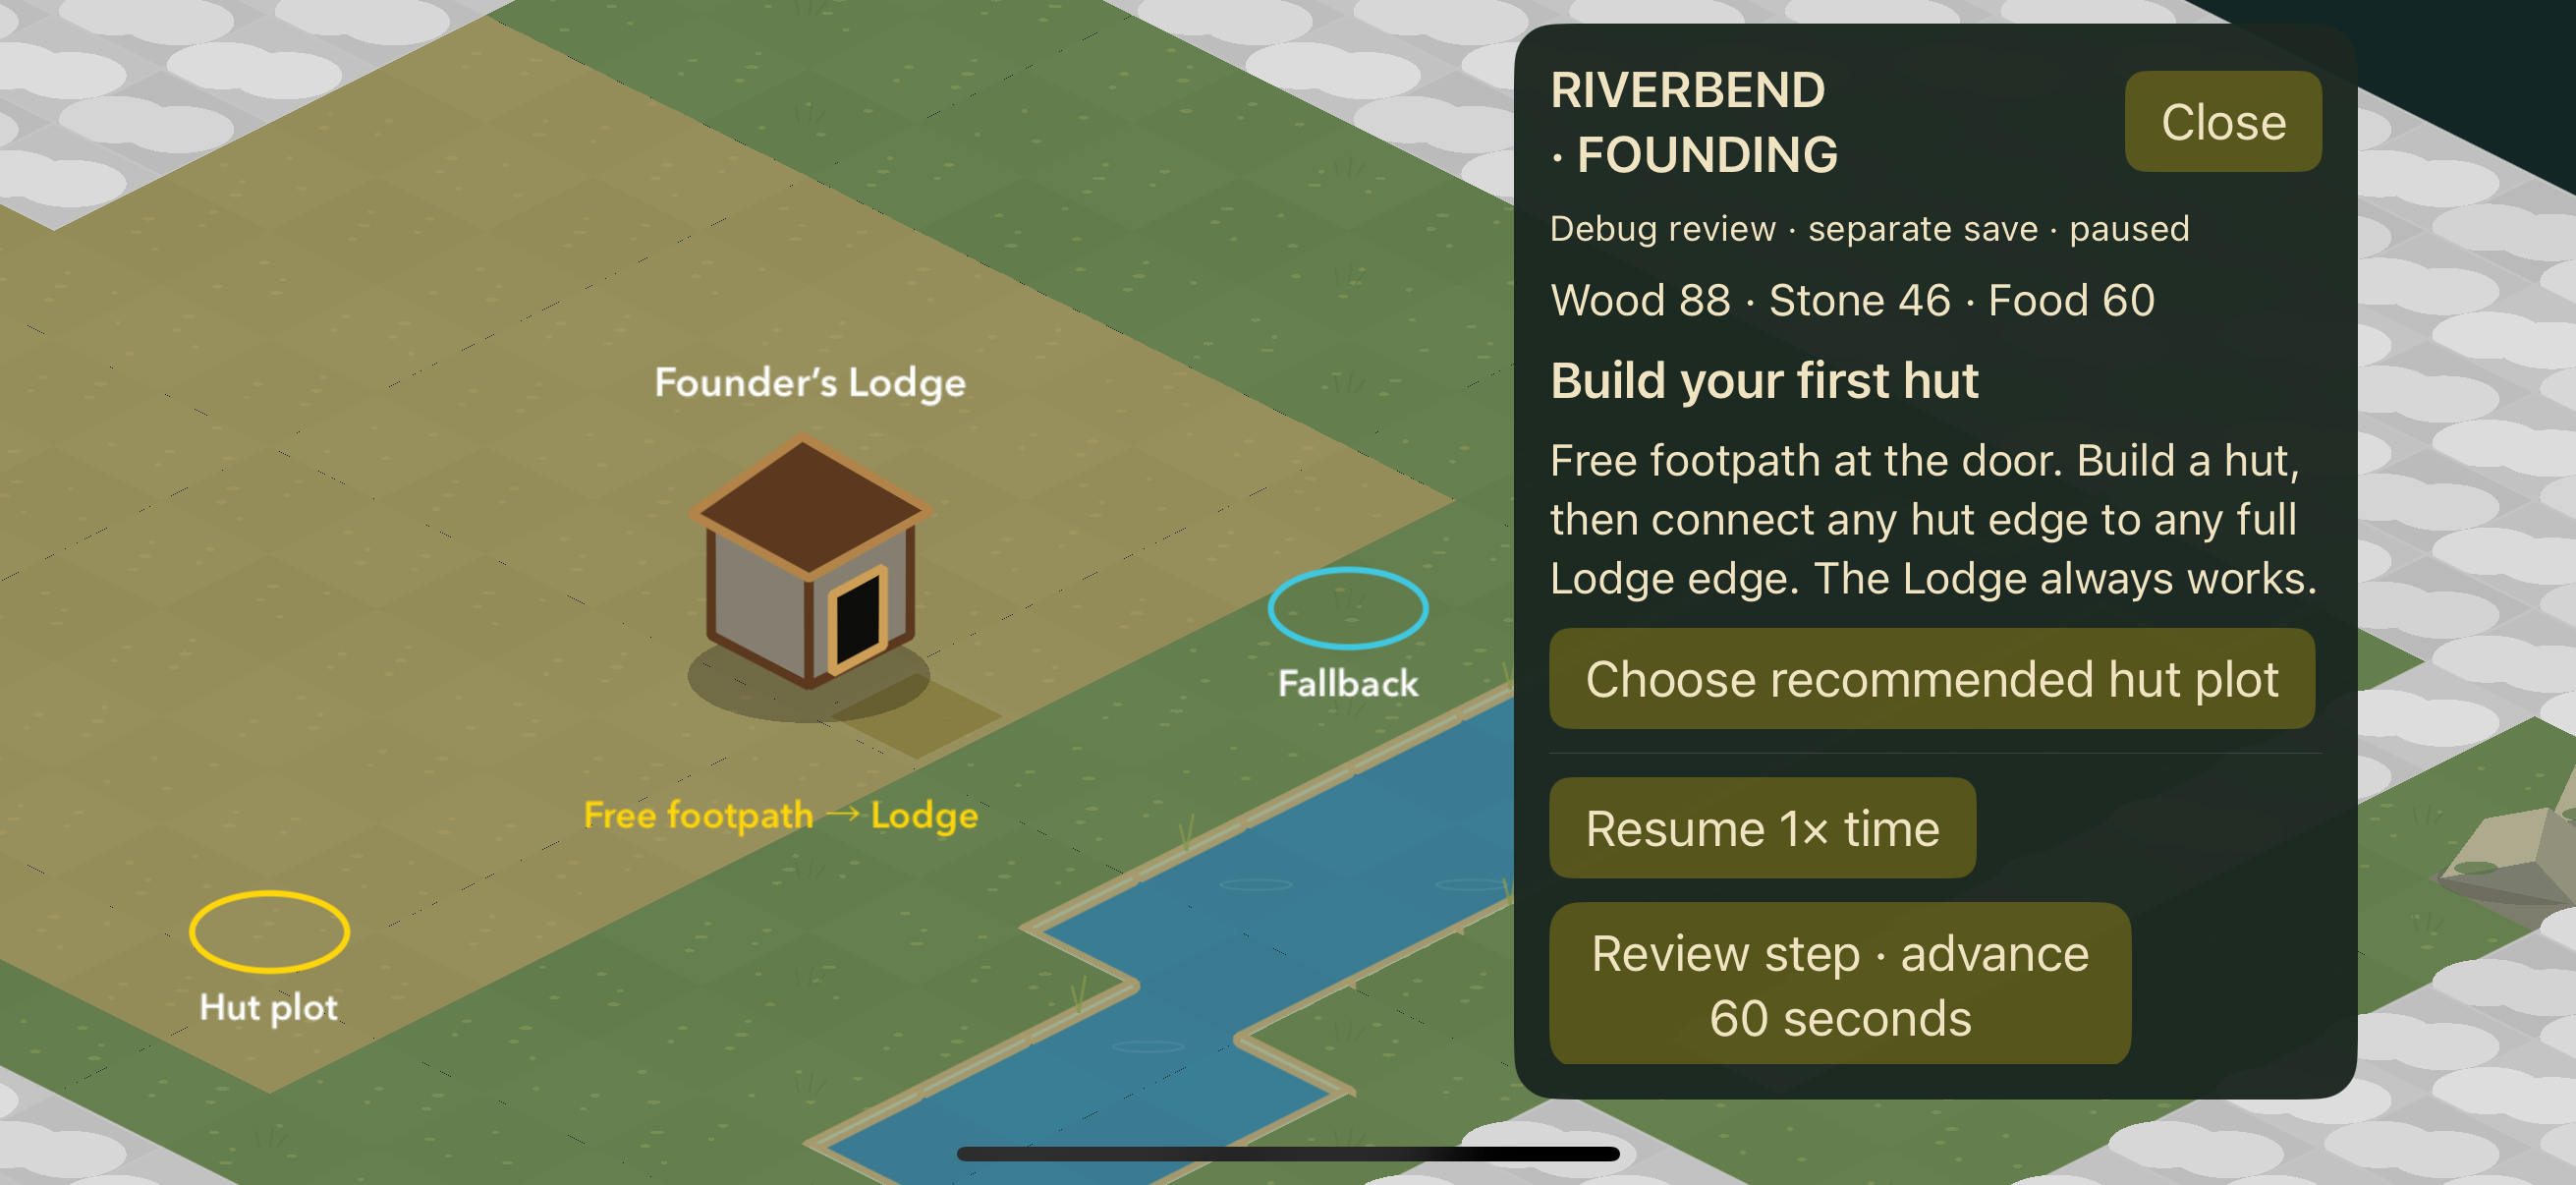 Founder’s Lodge
Fallback
Free footpath → Lodge
Hut plot
RIVERBEND
· FOUNDING
Close
Debug review · separate save · paused
Wood 88 · Stone 46 · Food 60
Build your first hut
Free footpath at the door. Build a hut,
then connect any hut edge to any full
Lodge edge. The Lodge always works.
Choose recommended hut plot
Resume 1× time
Review step · advance
60 seconds